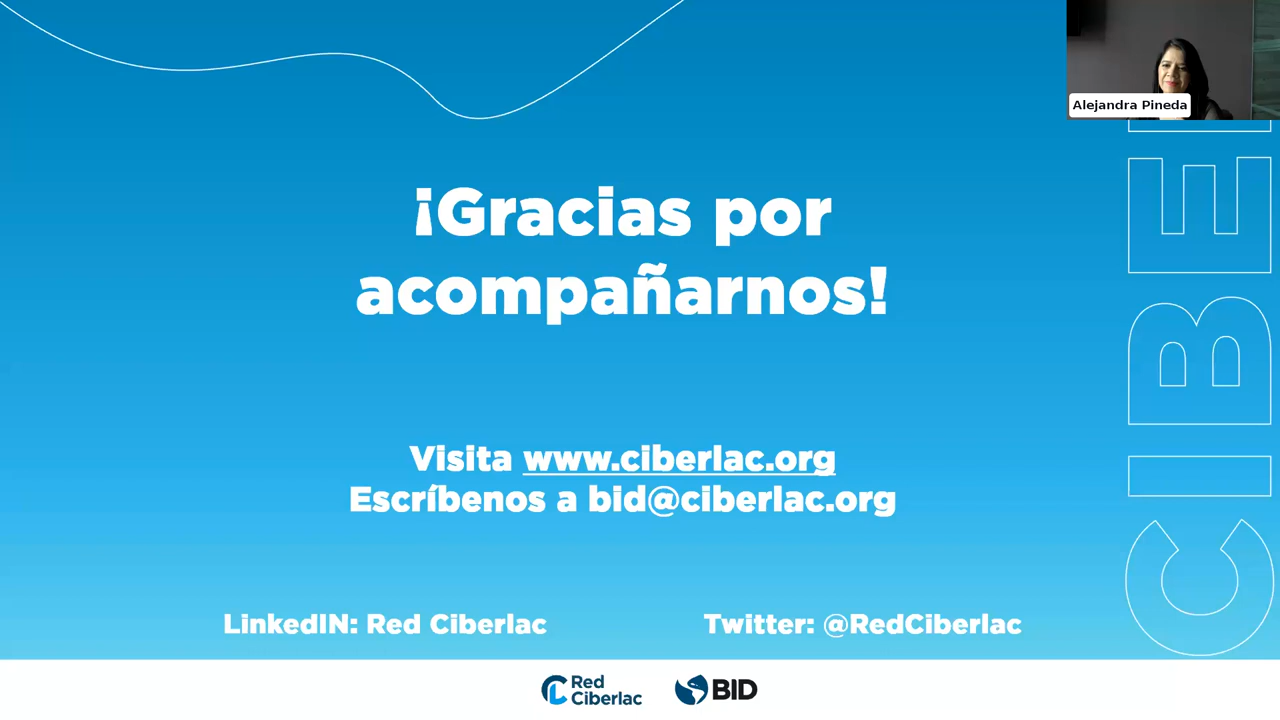 Alejandra Pineda
¡Gracias por
acompañarnos!
Visita www.ciberlac.org
Escríbenos a bid@ciberlac.org
LinkedIN: Red Ciberlac
Twitter: @RedCiberlac
Red
Ciberlac
BID
CIBER